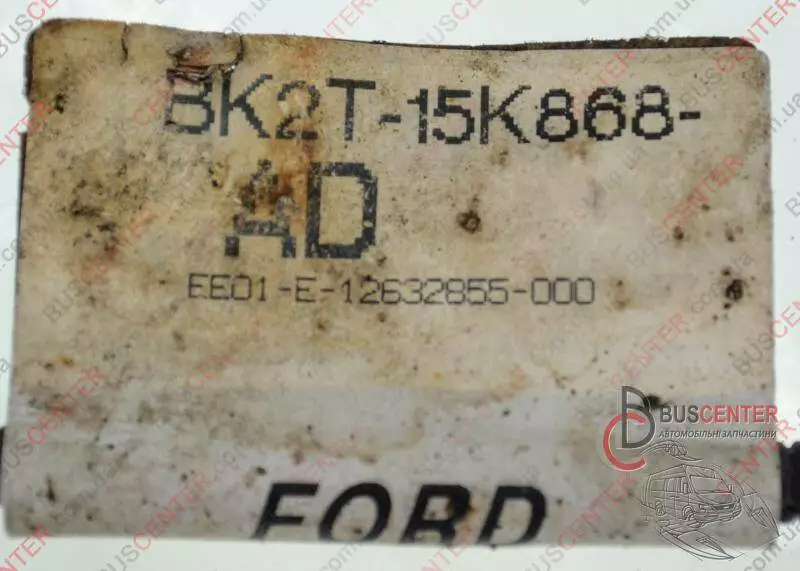 BK2T-15K868-
AD
EE01-E-12632855-000
BUSCENTER
АВТОМОБІЛЬНІ ЗАПЧАСТИНИ
FORD